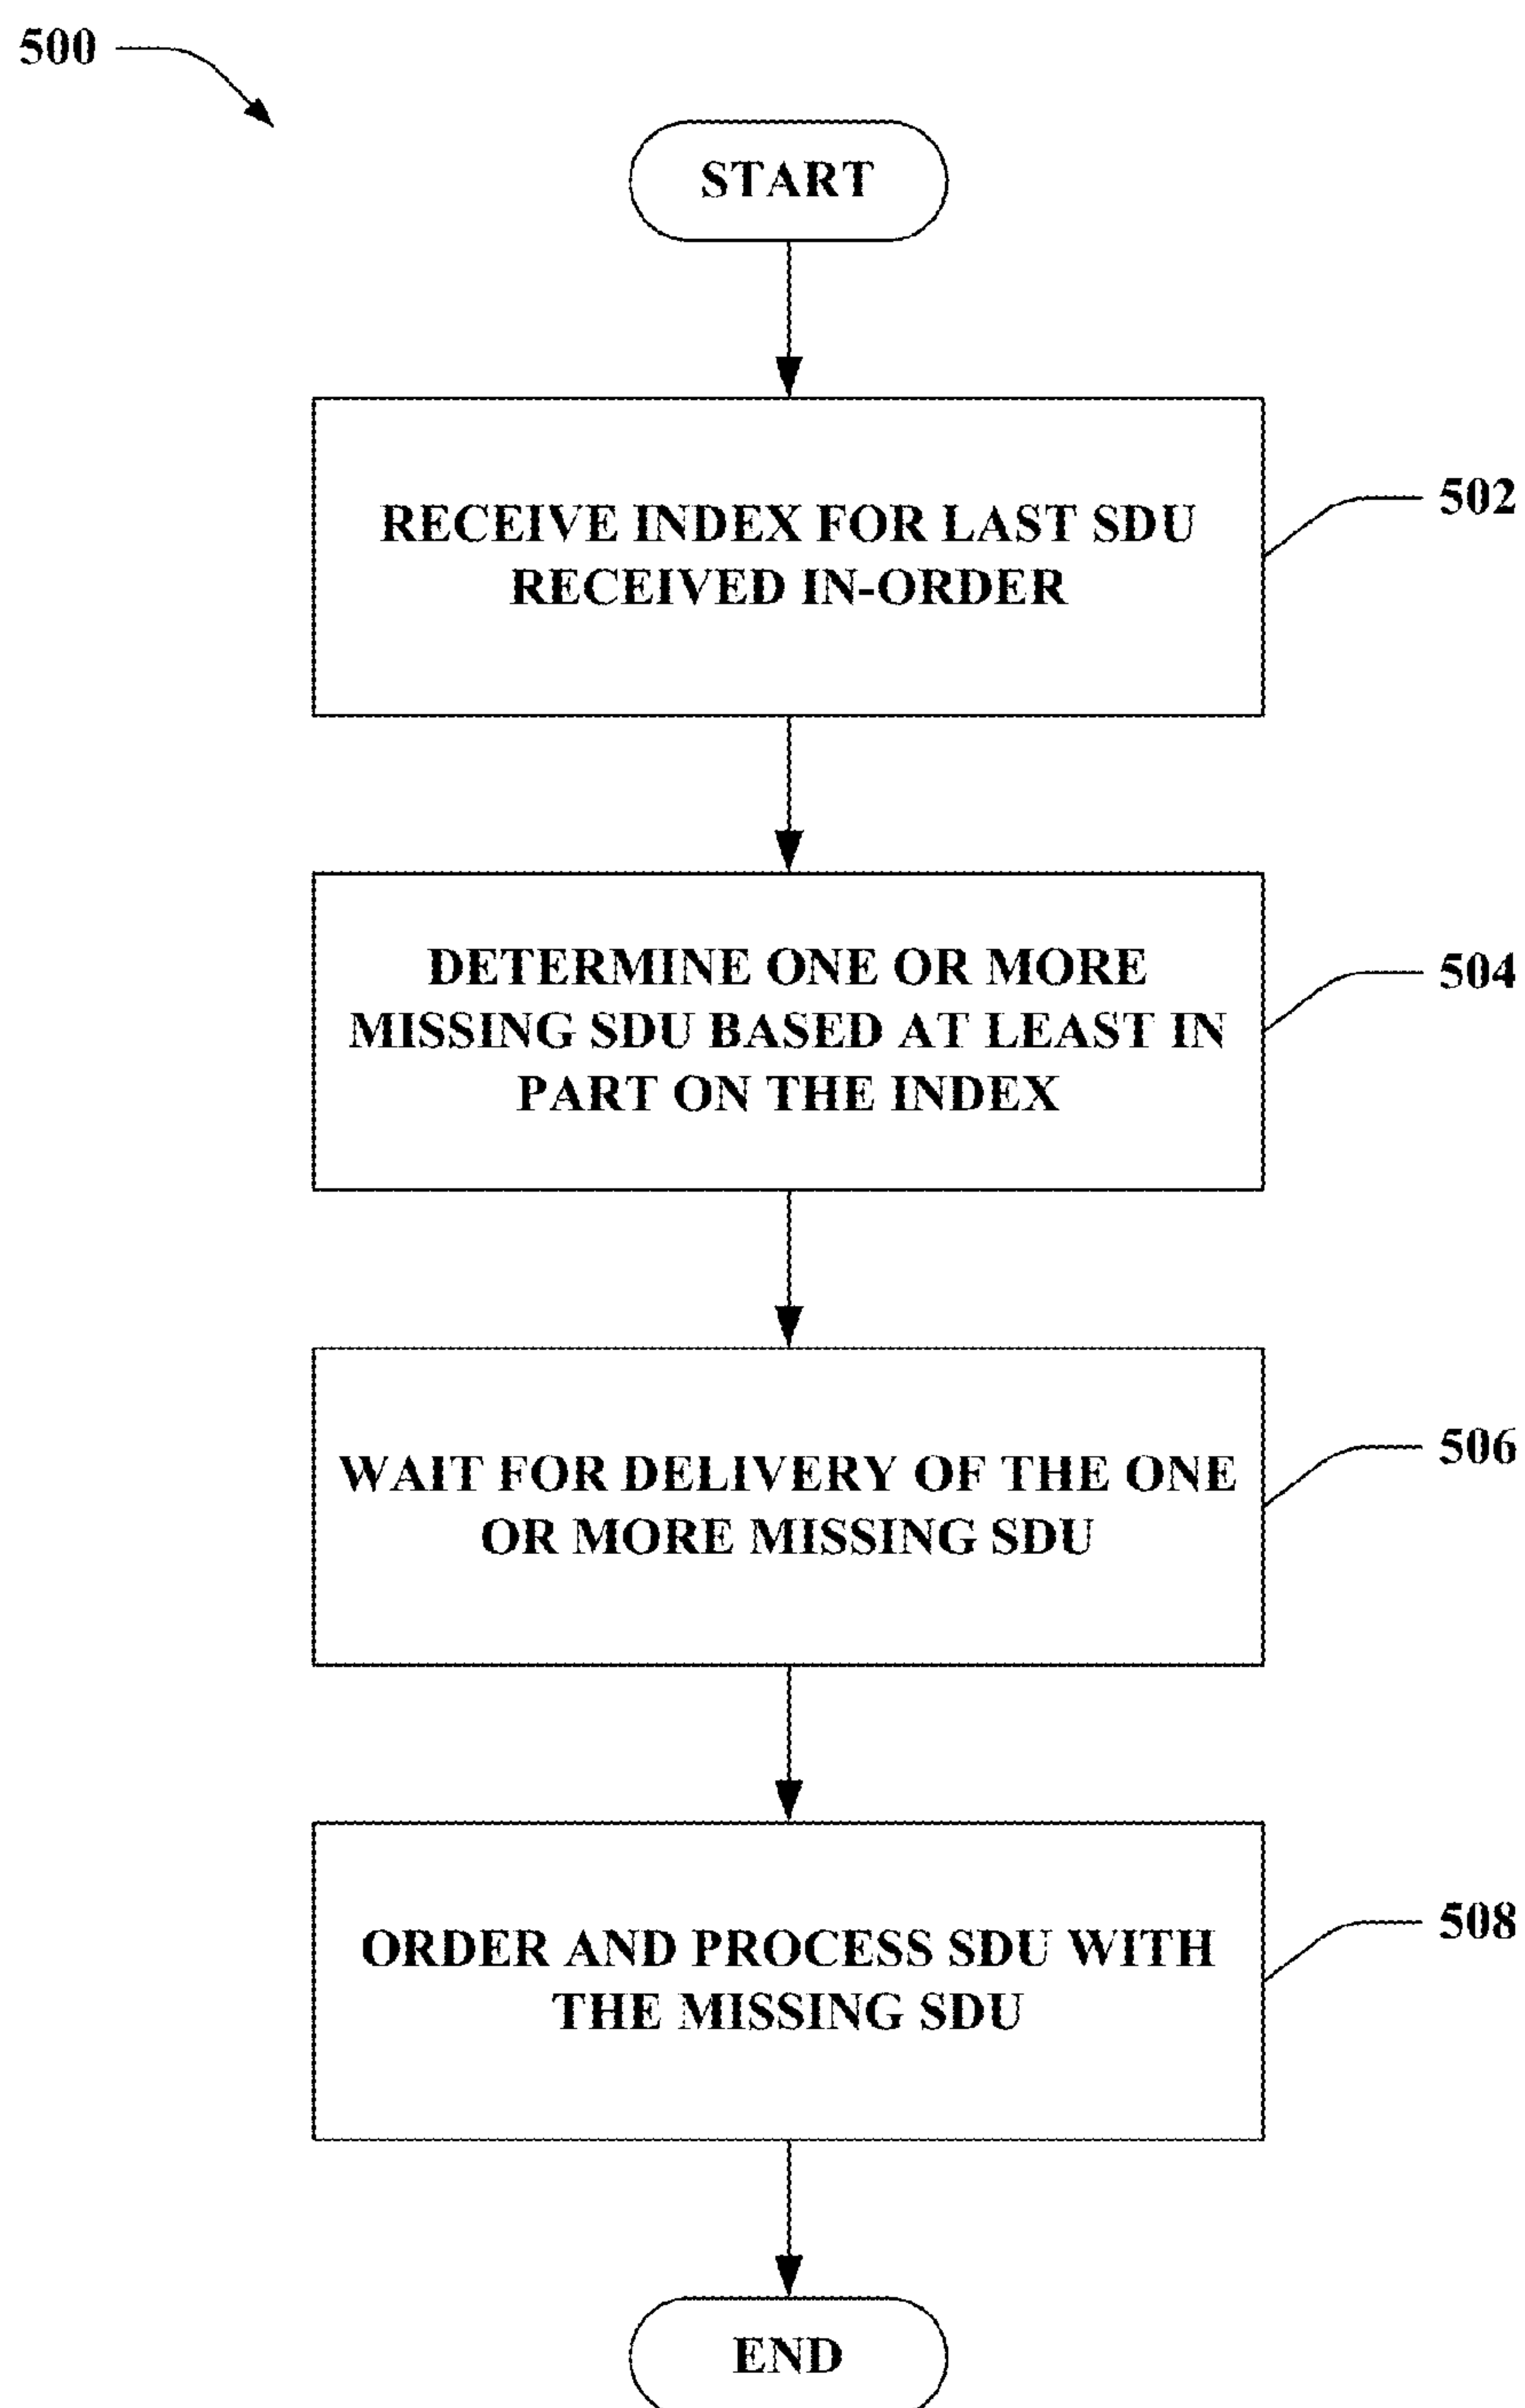 500
START
RECEIVE INDEX FOR LAST SDU
RECEIVED IN-ORDER
502
DETERMINE ONE OR MORE
MISSING SDU BASED AT LEAST IN
PART ON THE INDEX
504
WAIT FOR DELIVERY OF THE ONE
OR MORE MISSING SDU
506
ORDER AND PROCESS SDU WITH
THE MISSING SDU
508
END